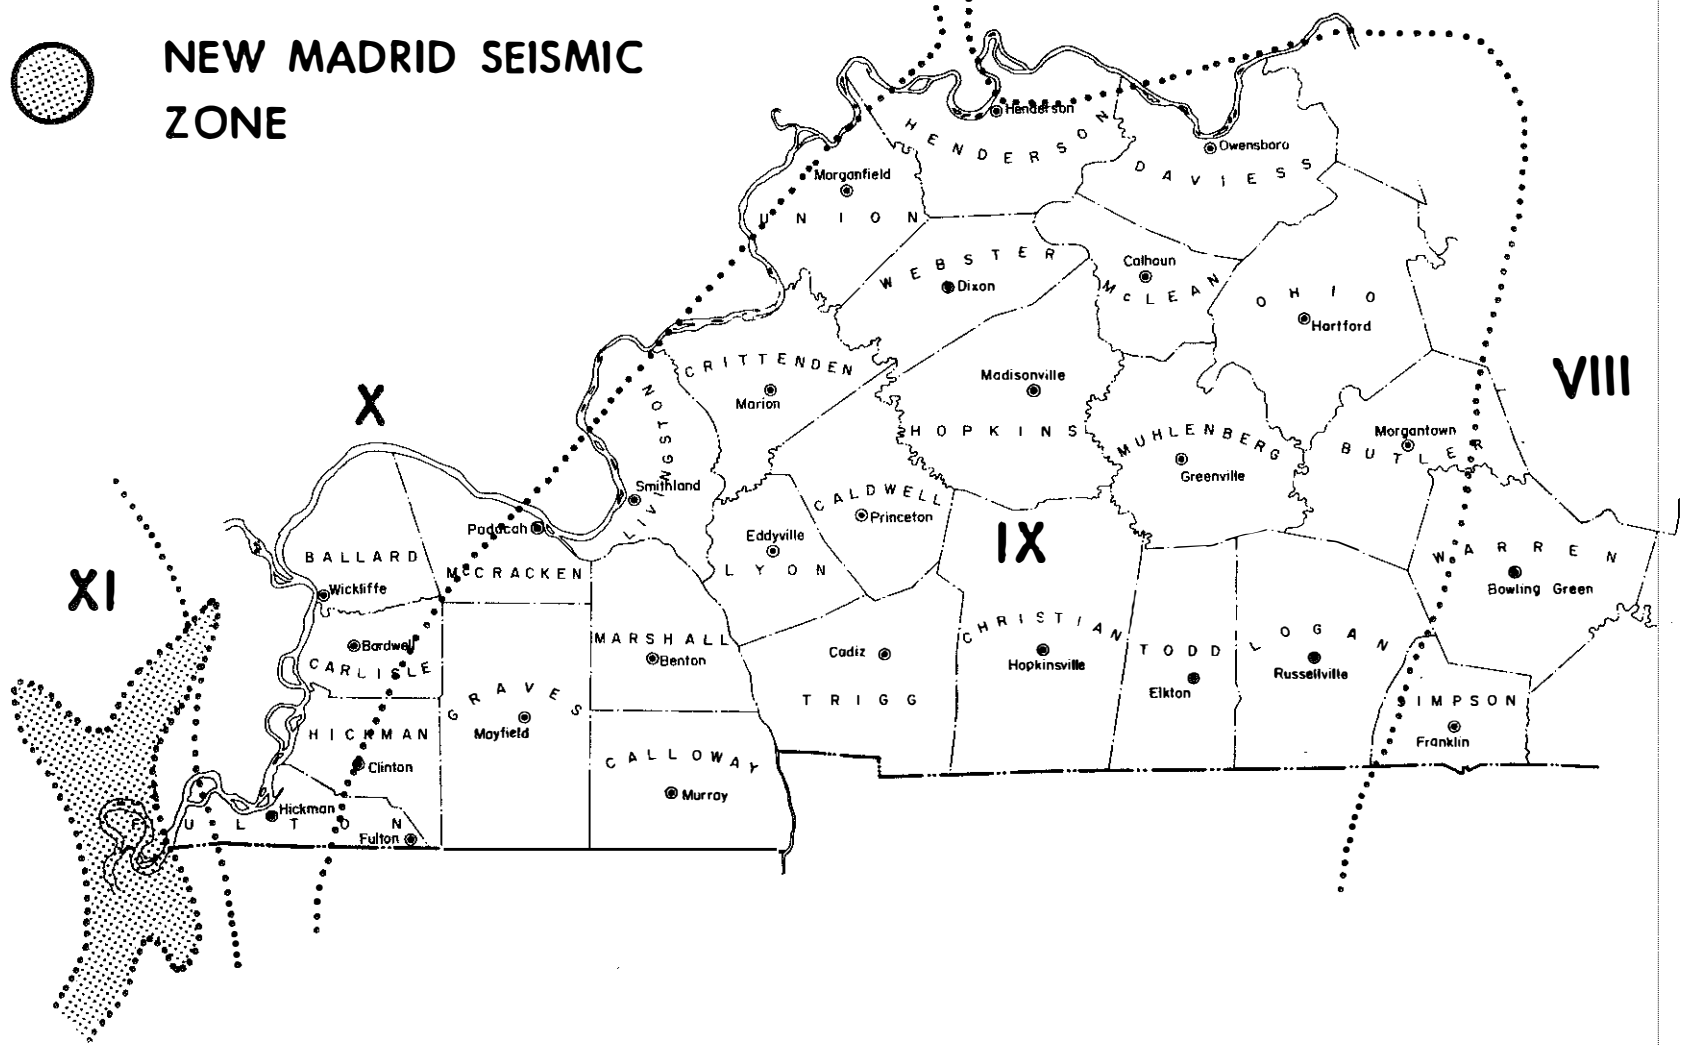 NEW MADRID SEISMIC
ZONE
Henderson
HENDERSON
Owensboro
DAVIESS
Morganfield
UNION
WEBSTER
Dixon
Calhoun
McLEAN
OHIO
Hartford
CRITTENDEN
Marion
Madisonville
HOPKINS
VIII
X
LIVINGSTON
Smithland
MUHLENBERG
Greenville
Morgantown
BUTLER
CALDWELL
Princeton
Paducah
Eddyville
LYON
IX
BALLARD
Wickliffe
McCRACKEN
XI
WARREN
Bowling Green
Bardwell
CARLISLE
MARSHALL
Benton
Cadiz
TRIGG
CHRISTIAN
Hopkinsville
TODD
Elkton
LOGAN
Russellville
GRAVES
Mayfield
SIMPSON
Franklin
HICKMAN
Clinton
CALLOWAY
Murray
Hickman
FULTON
Fulton